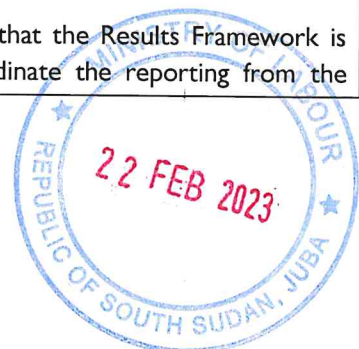 that the Results Framework is
dinate the reporting from the
MINISTRY OF LABOUR
22 FEB 2023
REPUBLIC OF SOUTH SUDAN, JUBA